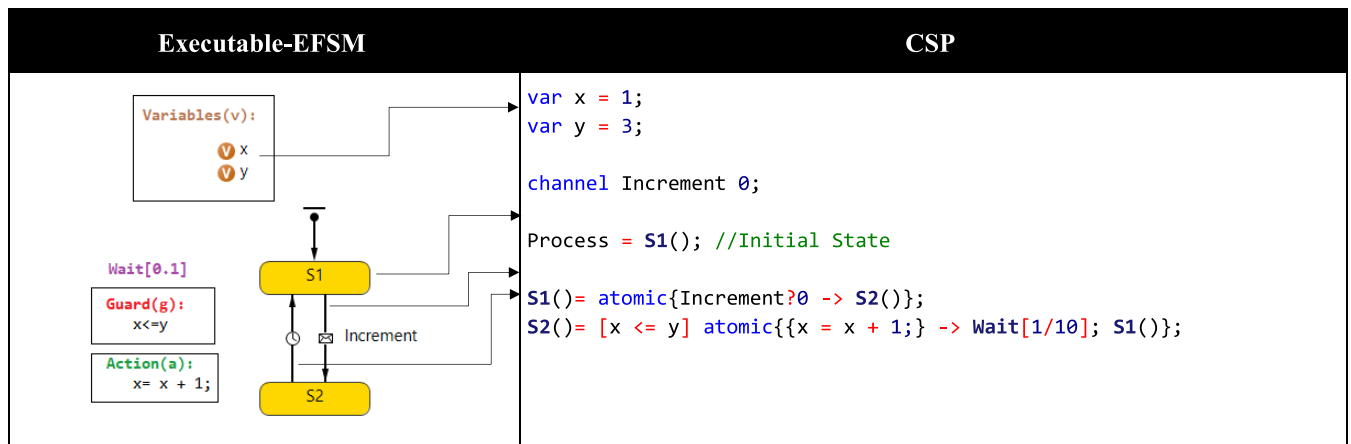 Executable-EFSM
CSP
Variables(v):
V x
V y
Wait[0.1]
Guard(g):
x<=y
Action(a):
x= x + 1;
S1
Increment
S2
var x = 1;
var y = 3;
channel Increment 0;
Process = S1(); //Initial State
S1()= atomic{Increment?0 -> S2()};
S2()= [x <= y] atomic{{x = x + 1;} -> Wait[1/10]; S1()};